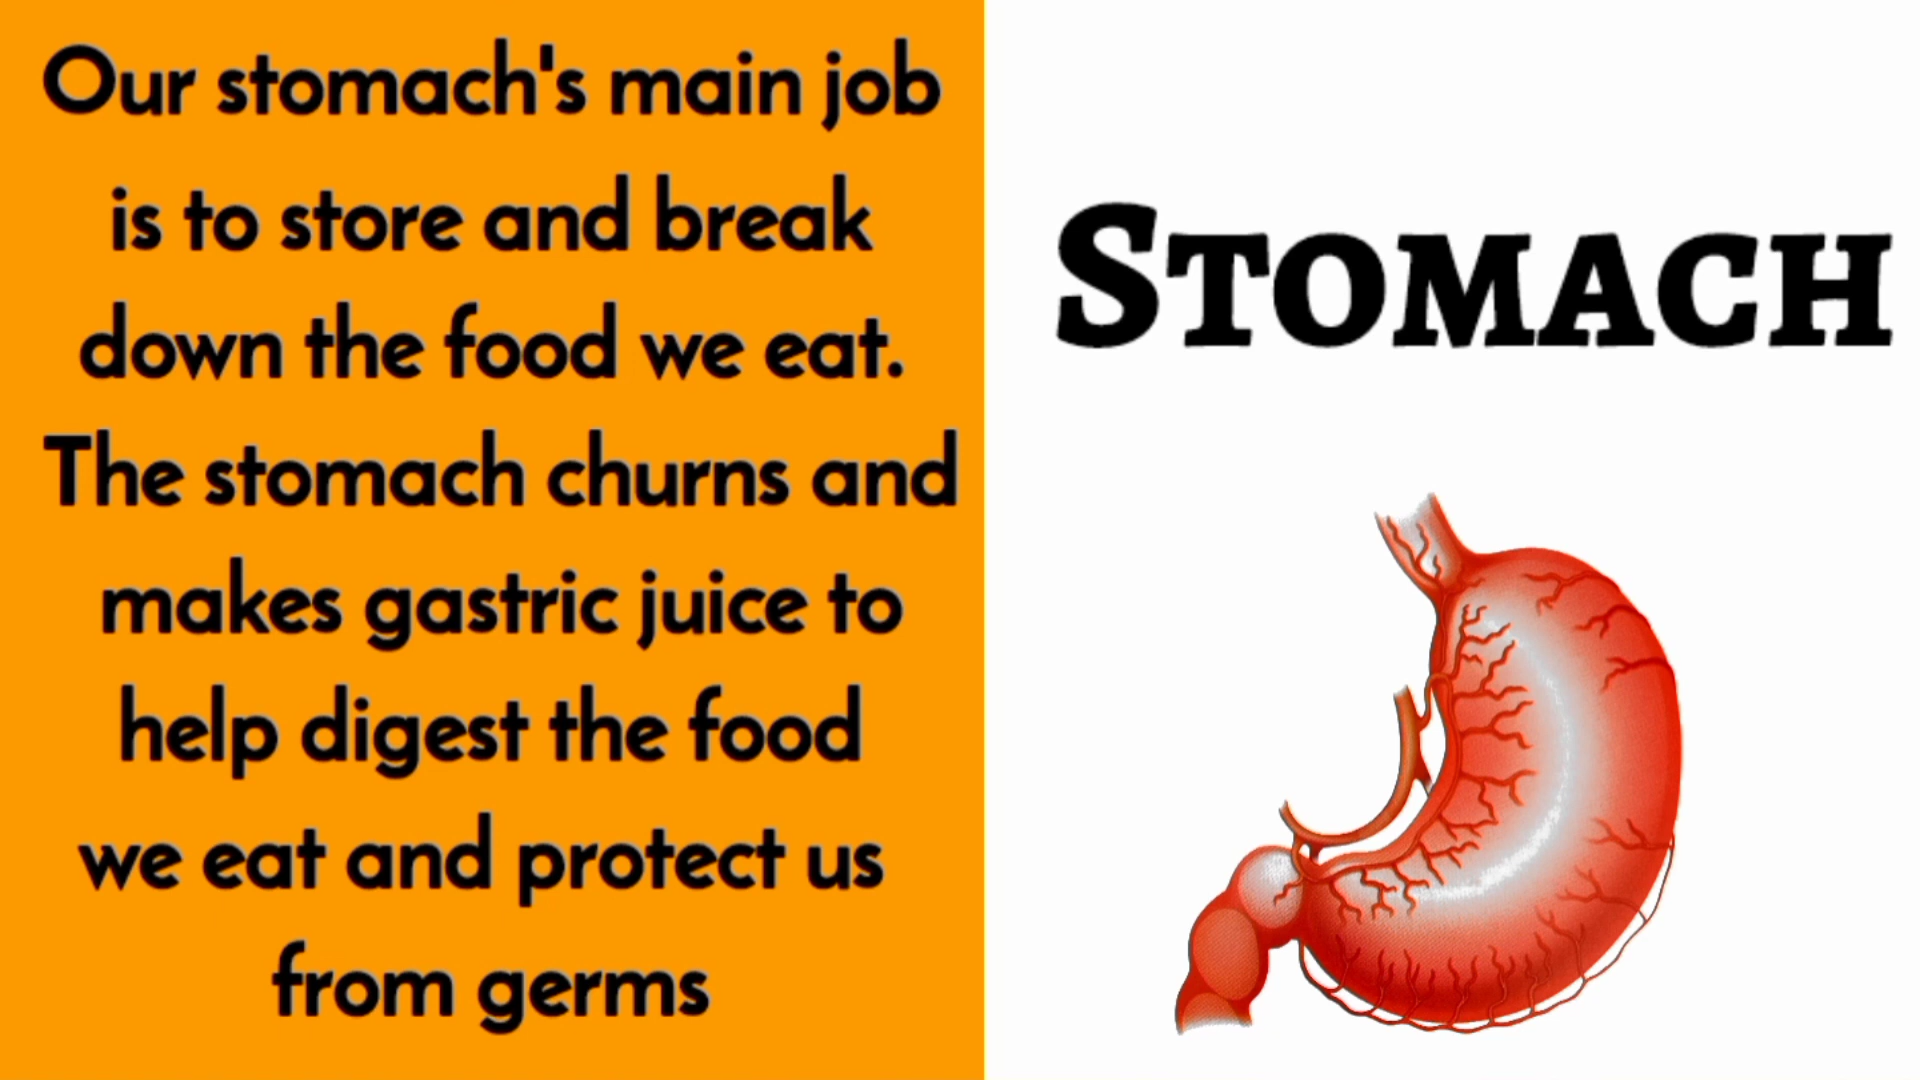 Our stomach's main job
is to store and break
down the food we eat.
The stomach churns and
makes gastric juice to
help digest the food
we eat and protect us
from germs
STOMACH